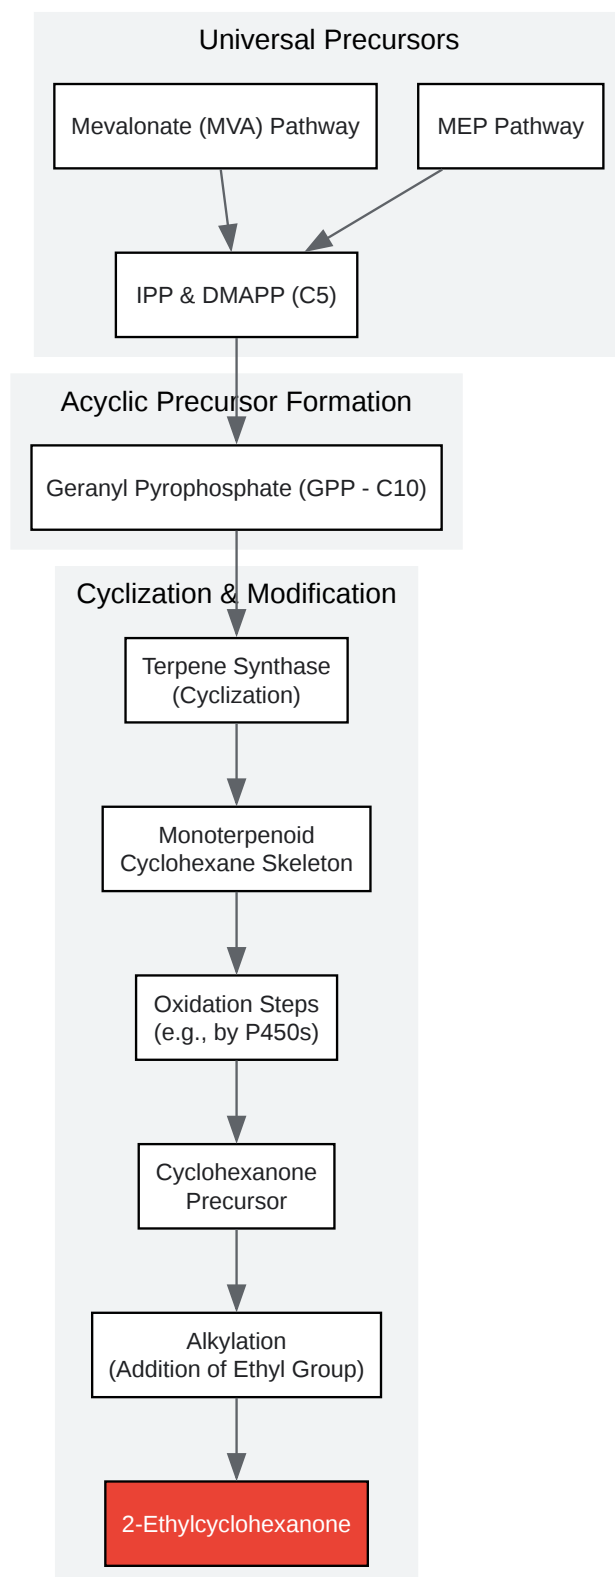 Universal Precursors
Mevalonate (MVA) Pathway
MEP Pathway
IPP & DMAPP (C5)
Acyclic Precursor Formation
Geranyl Pyrophosphate (GPP - C10)
Cyclization & Modification
Terpene Synthase
(Cyclization)
Monoterpenoid
Cyclohexane Skeleton
Oxidation Steps
(e.g., by P450s)
Cyclohexanone
Precursor
Alkylation
(Addition of Ethyl Group)
2-Ethylcyclohexanone